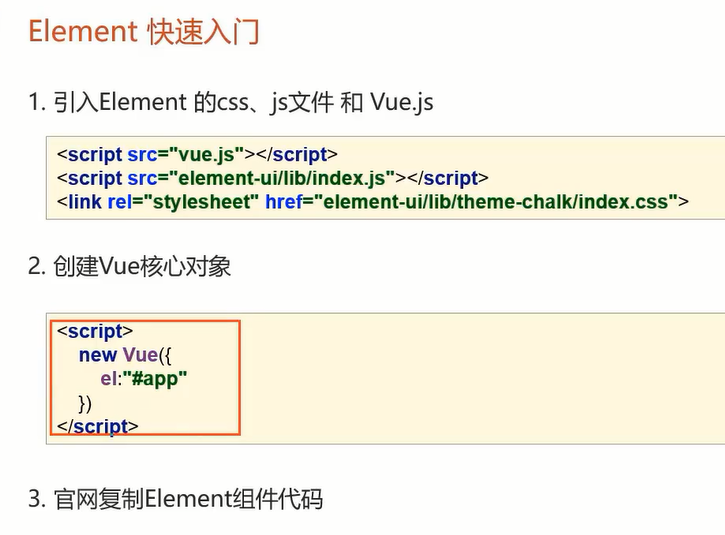 Element 快速入门
1. 引入Element 的css、js文件 和 Vue.js
<script src="vue.js"></script>
<script src="element-ui/lib/index.js"></script>
<link rel="stylesheet" href="element-ui/lib/theme-chalk/index.css">
2. 创建Vue核心对象
<script>
new Vue({
el:"#app"
})
</script>
3. 官网复制Element组件代码